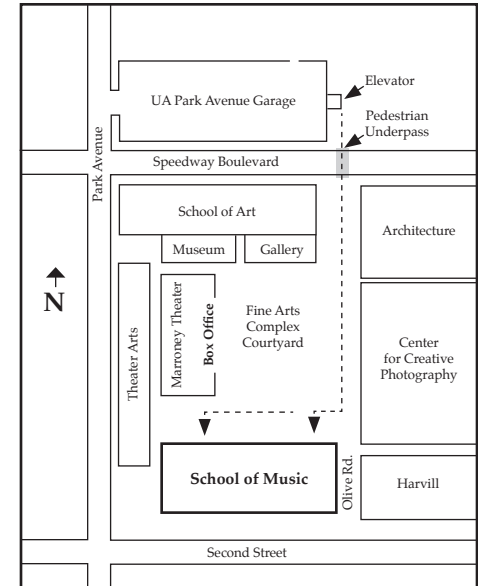 Elevator
UA Park Avenue Garage
Pedestrian
Underpass
Park Avenue
Speedway Boulevard
School of Art
Architecture
Museum
Gallery
N
Marroney Theater
Box Office
Fine Arts
Complex
Courtyard
Theater Arts
Center
for Creative
Photography
School of Music
Olive Rd.
Harvill
Second Street